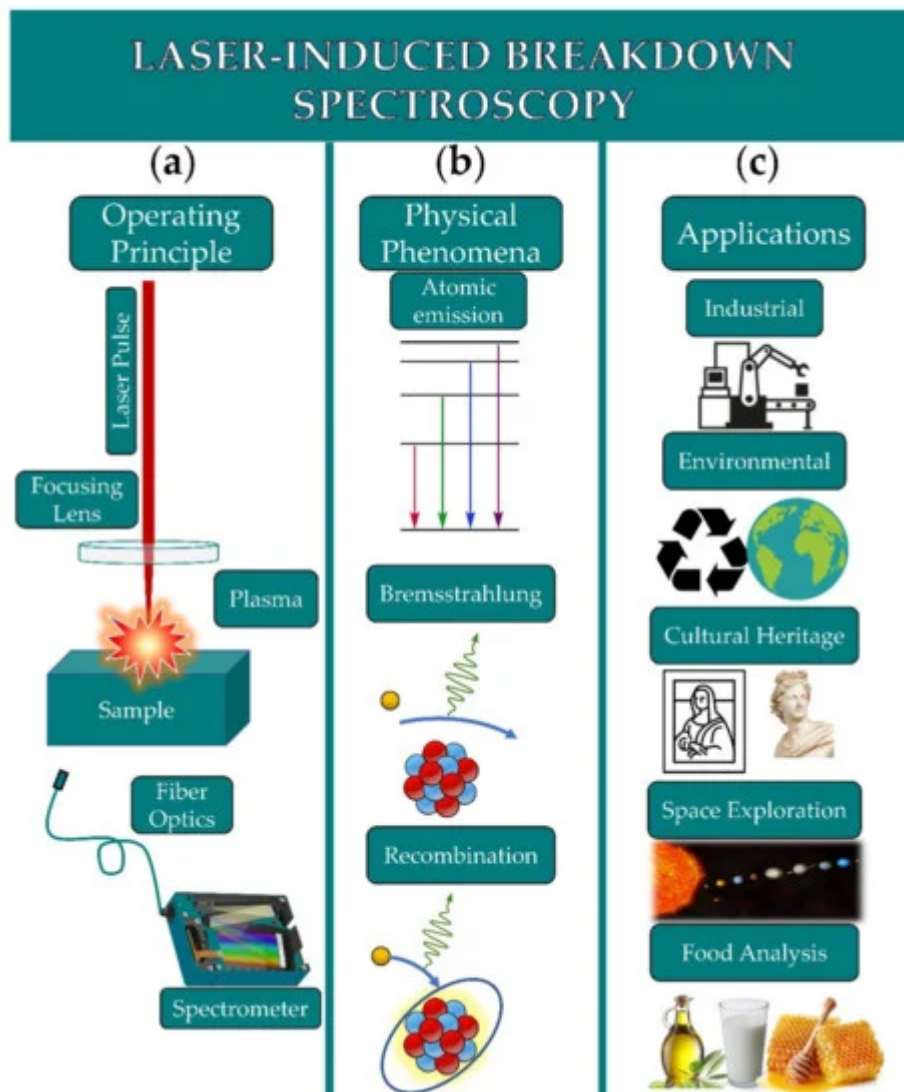 LASER-INDUCED BREAKDOWN
SPECTROSCOPY
(a)
Operating
Principle
Laser Pulse
Focusing
Lens
Plasma
Sample
Fiber
Optics
Spectrometer
(b)
Physical
Phenomena
Atomic
emission
Bremsstrahlung
Recombination
(c)
Applications
Industrial
Environmental
Cultural Heritage
Space Exploration
Food Analysis